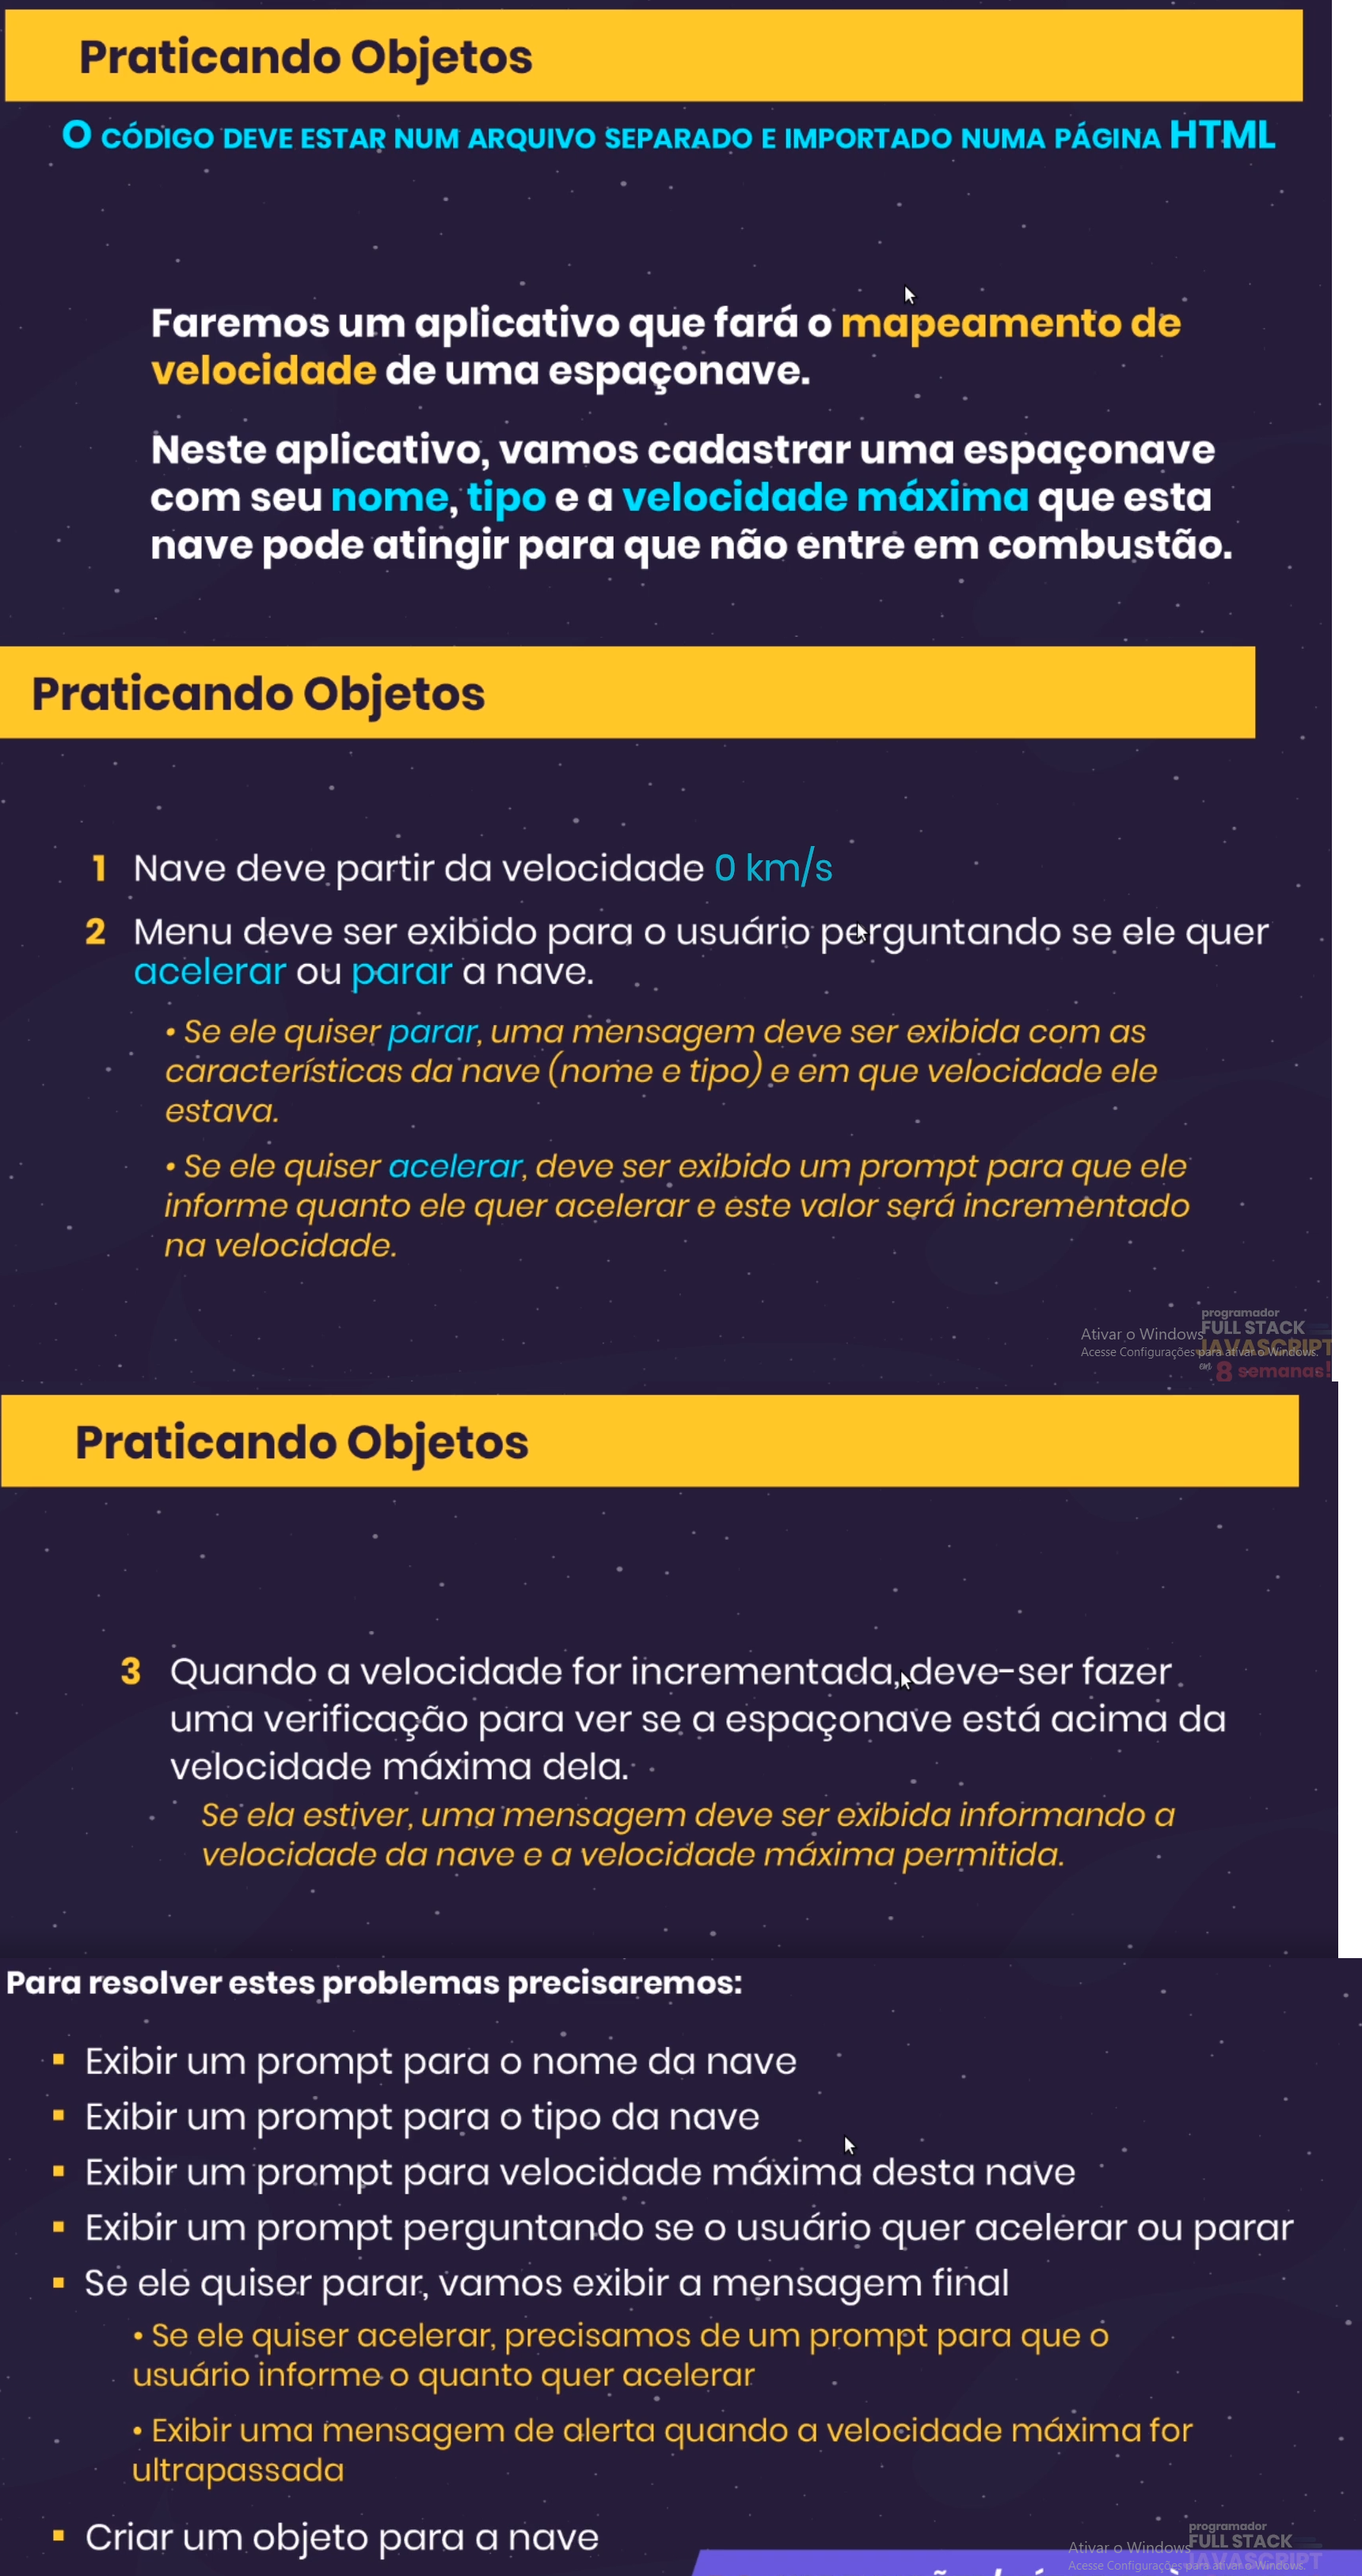 Praticando Objetos
O CÓDIGO DEVE ESTAR NUM ARQUIVO SEPARADO E IMPORTADO NUMA PÁGINA HTML
Faremos um aplicativo que fará o mapeamento de
velocidade de uma espaçonave.
Neste aplicativo, vamos cadastrar uma espaçonave
com seu nome, tipo e a velocidade máxima que esta
nave pode atingir para que não entre em combustão.
Praticando Objetos
1 Nave deve partir da velocidade 0 km/s
2 Menu deve ser exibido para o usuário perguntando se ele quer
acelerar ou parar a nave.
• Se ele quiser parar, uma mensagem deve ser exibida com as
características da nave (nome e tipo) e em que velocidade ele
estava.
• Se ele quiser acelerar, deve ser exibido um prompt para que ele
informe quanto ele quer acelerar e este valor será incrementado
na velocidade.
programador
Ativar o Windows FULL STACK
Acesse Configurações para ativar o Windows. JAVASCRIPT
em 8 semanas!
Praticando Objetos
3 Quando a velocidade for incrementada, deve-ser fazer
uma verificação para ver se a espaçonave está acima da
velocidade máxima dela.
Se ela estiver, uma mensagem deve ser exibida informando a
velocidade da nave e a velocidade máxima permitida.
Para resolver estes problemas precisaremos:
▪ Exibir um prompt para o nome da nave
▪ Exibir um prompt para o tipo da nave
▪ Exibir um prompt para velocidade máxima desta nave
▪ Exibir um prompt perguntando se o usuário quer acelerar ou parar
▪ Se ele quiser parar, vamos exibir a mensagem final
• Se ele quiser acelerar, precisamos de um prompt para que o
usuário informe o quanto quer acelerar
• Exibir uma mensagem de alerta quando a velocidade máxima for
ultrapassada
▪ Criar um objeto para a nave
programador
Ativar o Windows FULL STACK
Acesse Configurações para ativar o Windows. JAVASCRIPT